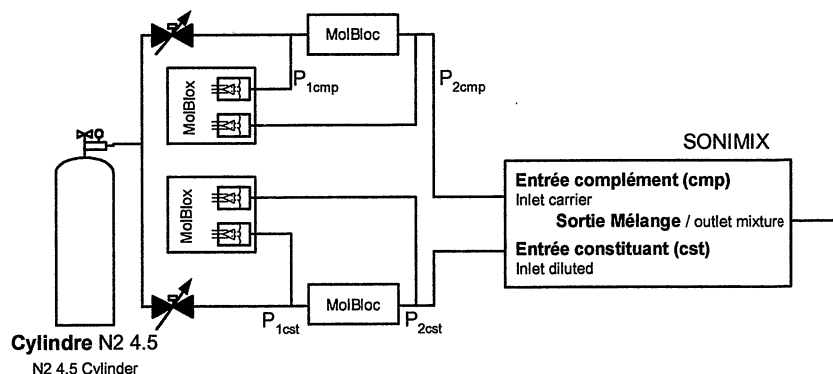 MolBloc
P1cmp
P2cmp
MolBlox
SONIMIX
Entrée complément (cmp)
Inlet carrier
Sortie Mélange / outlet mixture
Entrée constituant (cst)
Inlet diluted
MolBlox
MolBloc
P1cst
P2cst
Cylindre N2 4.5
N2 4.5 Cylinder